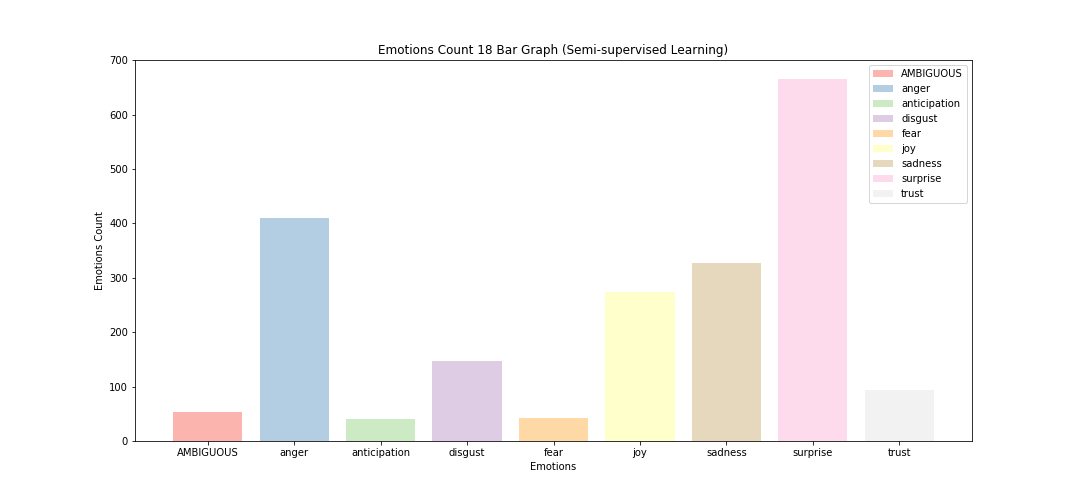 Emotions Count 18 Bar Graph (Semi-supervised Learning)
700
600
500
400
300
200
100
0
Emotions Count
AMBIGUOUS
anger
anticipation
disgust
fear
joy
sadness
surprise
trust
AMBIGUOUS anger anticipation disgust fear joy sadness surprise trust
Emotions